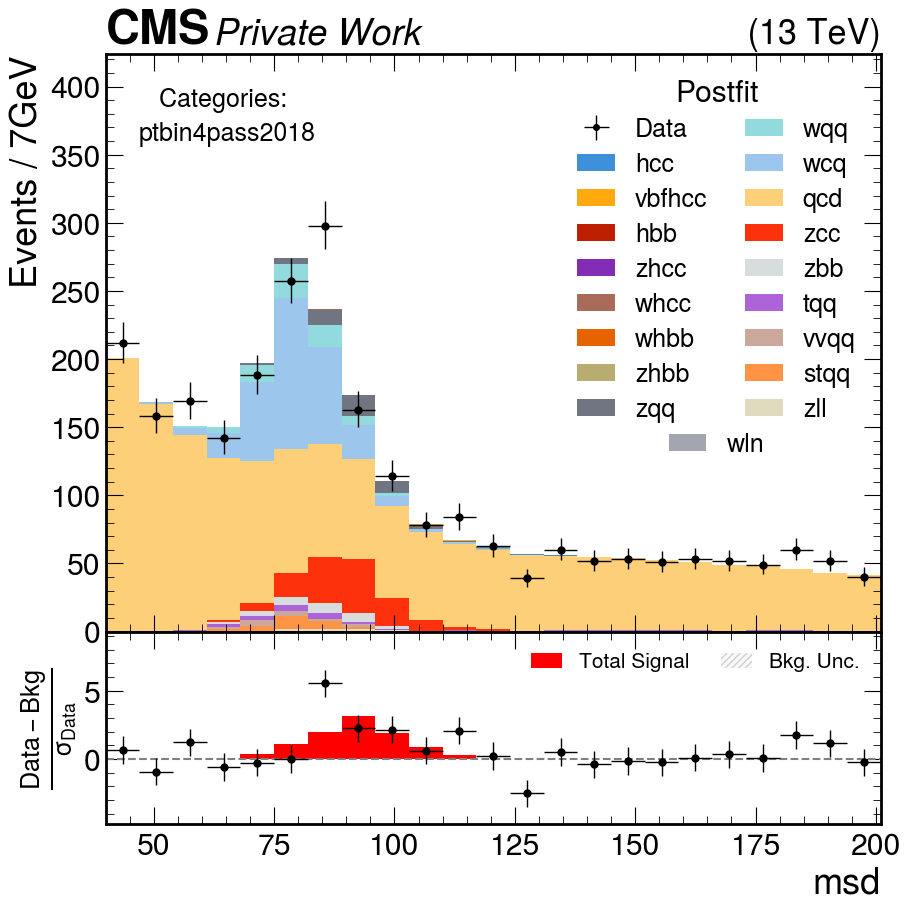 CMS Private Work (13 TeV)
Events / 7GeV
400
350
300
250
200
150
100
50
0
Categories:
ptbin4pass2018
Postfit
Data wqq
hcc wcq
vbfhcc qcd
hbb zcc
zhcc zbb
whcc tqq
whbb vvqq
zhbb stqq
zqq zll
wln
Data − Bkg
σData
5
0
Total Signal Bkg. Unc.
50 75 100 125 150 175 200
msd